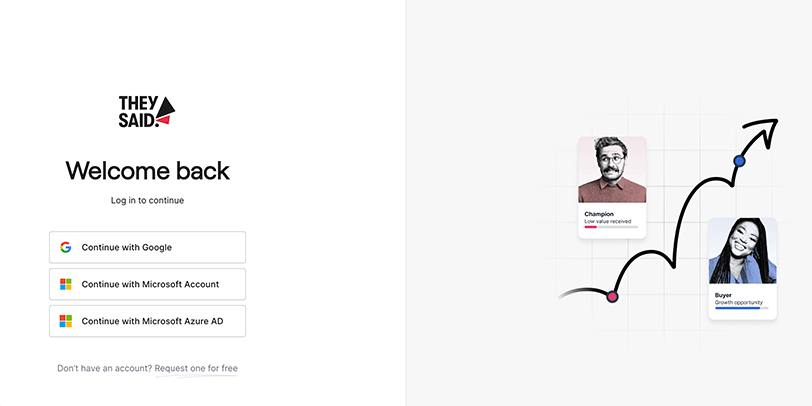 THEY
SAID.
Welcome back
Log in to continue
Continue with Google
Continue with Microsoft Account
Continue with Microsoft Azure AD
Don't have an account? Request one for free
Champion
Low value received
Buyer
Growth opportunity